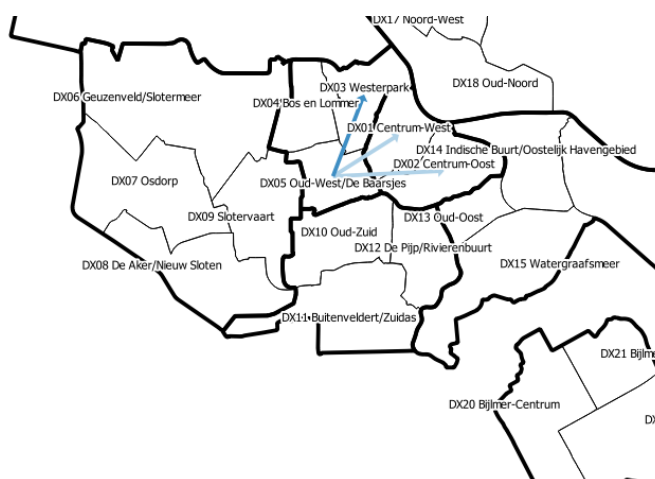 DX17 Noord-West
DX18 Oud-Noord
DX03 Westerpark
DX06 Geuzenveld/Slotermeer
DX04 Bos en Lommer
DX01 Centrum-West
DX14 Indische Buurt/Oostelijk Havengebied
DX02 Centrum-Oost
DX07 Osdorp
DX05 Oud-West/De Baarsjes
DX09 Slotervaart
DX13 Oud-Oost
DX10 Oud-Zuid
DX12 De Pijp/Rivierenbuurt
DX08 De Aker/Nieuw Sloten
DX15 Watergraafsmeer
DX11 Buitenveldert/Zuidas
DX21 Bijlme
DX20 Bijlmer-Centrum
DX